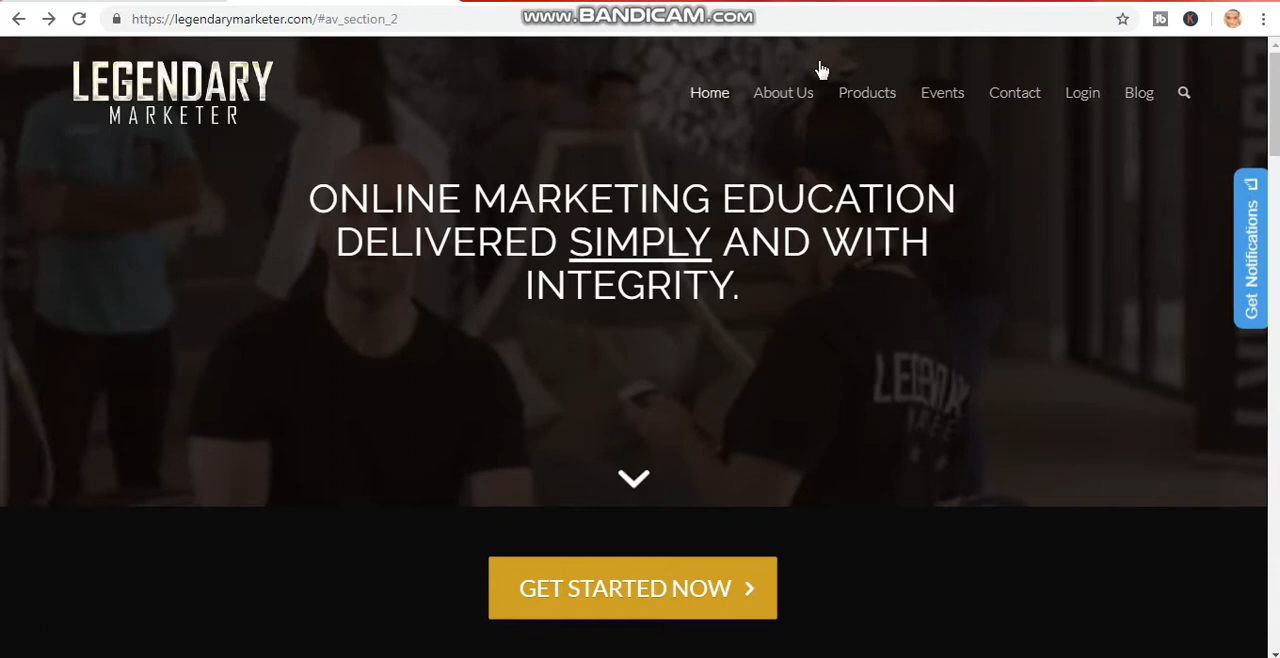 https://legendarymarketer.com/#av_section_2
www.BANDICAM.com
LEGENDARY
MARKETER
Home
About Us
Products
Events
Contact
Login
Blog
ONLINE MARKETING EDUCATION
DELIVERED SIMPLY AND WITH
INTEGRITY.
Get Notifications
GET STARTED NOW